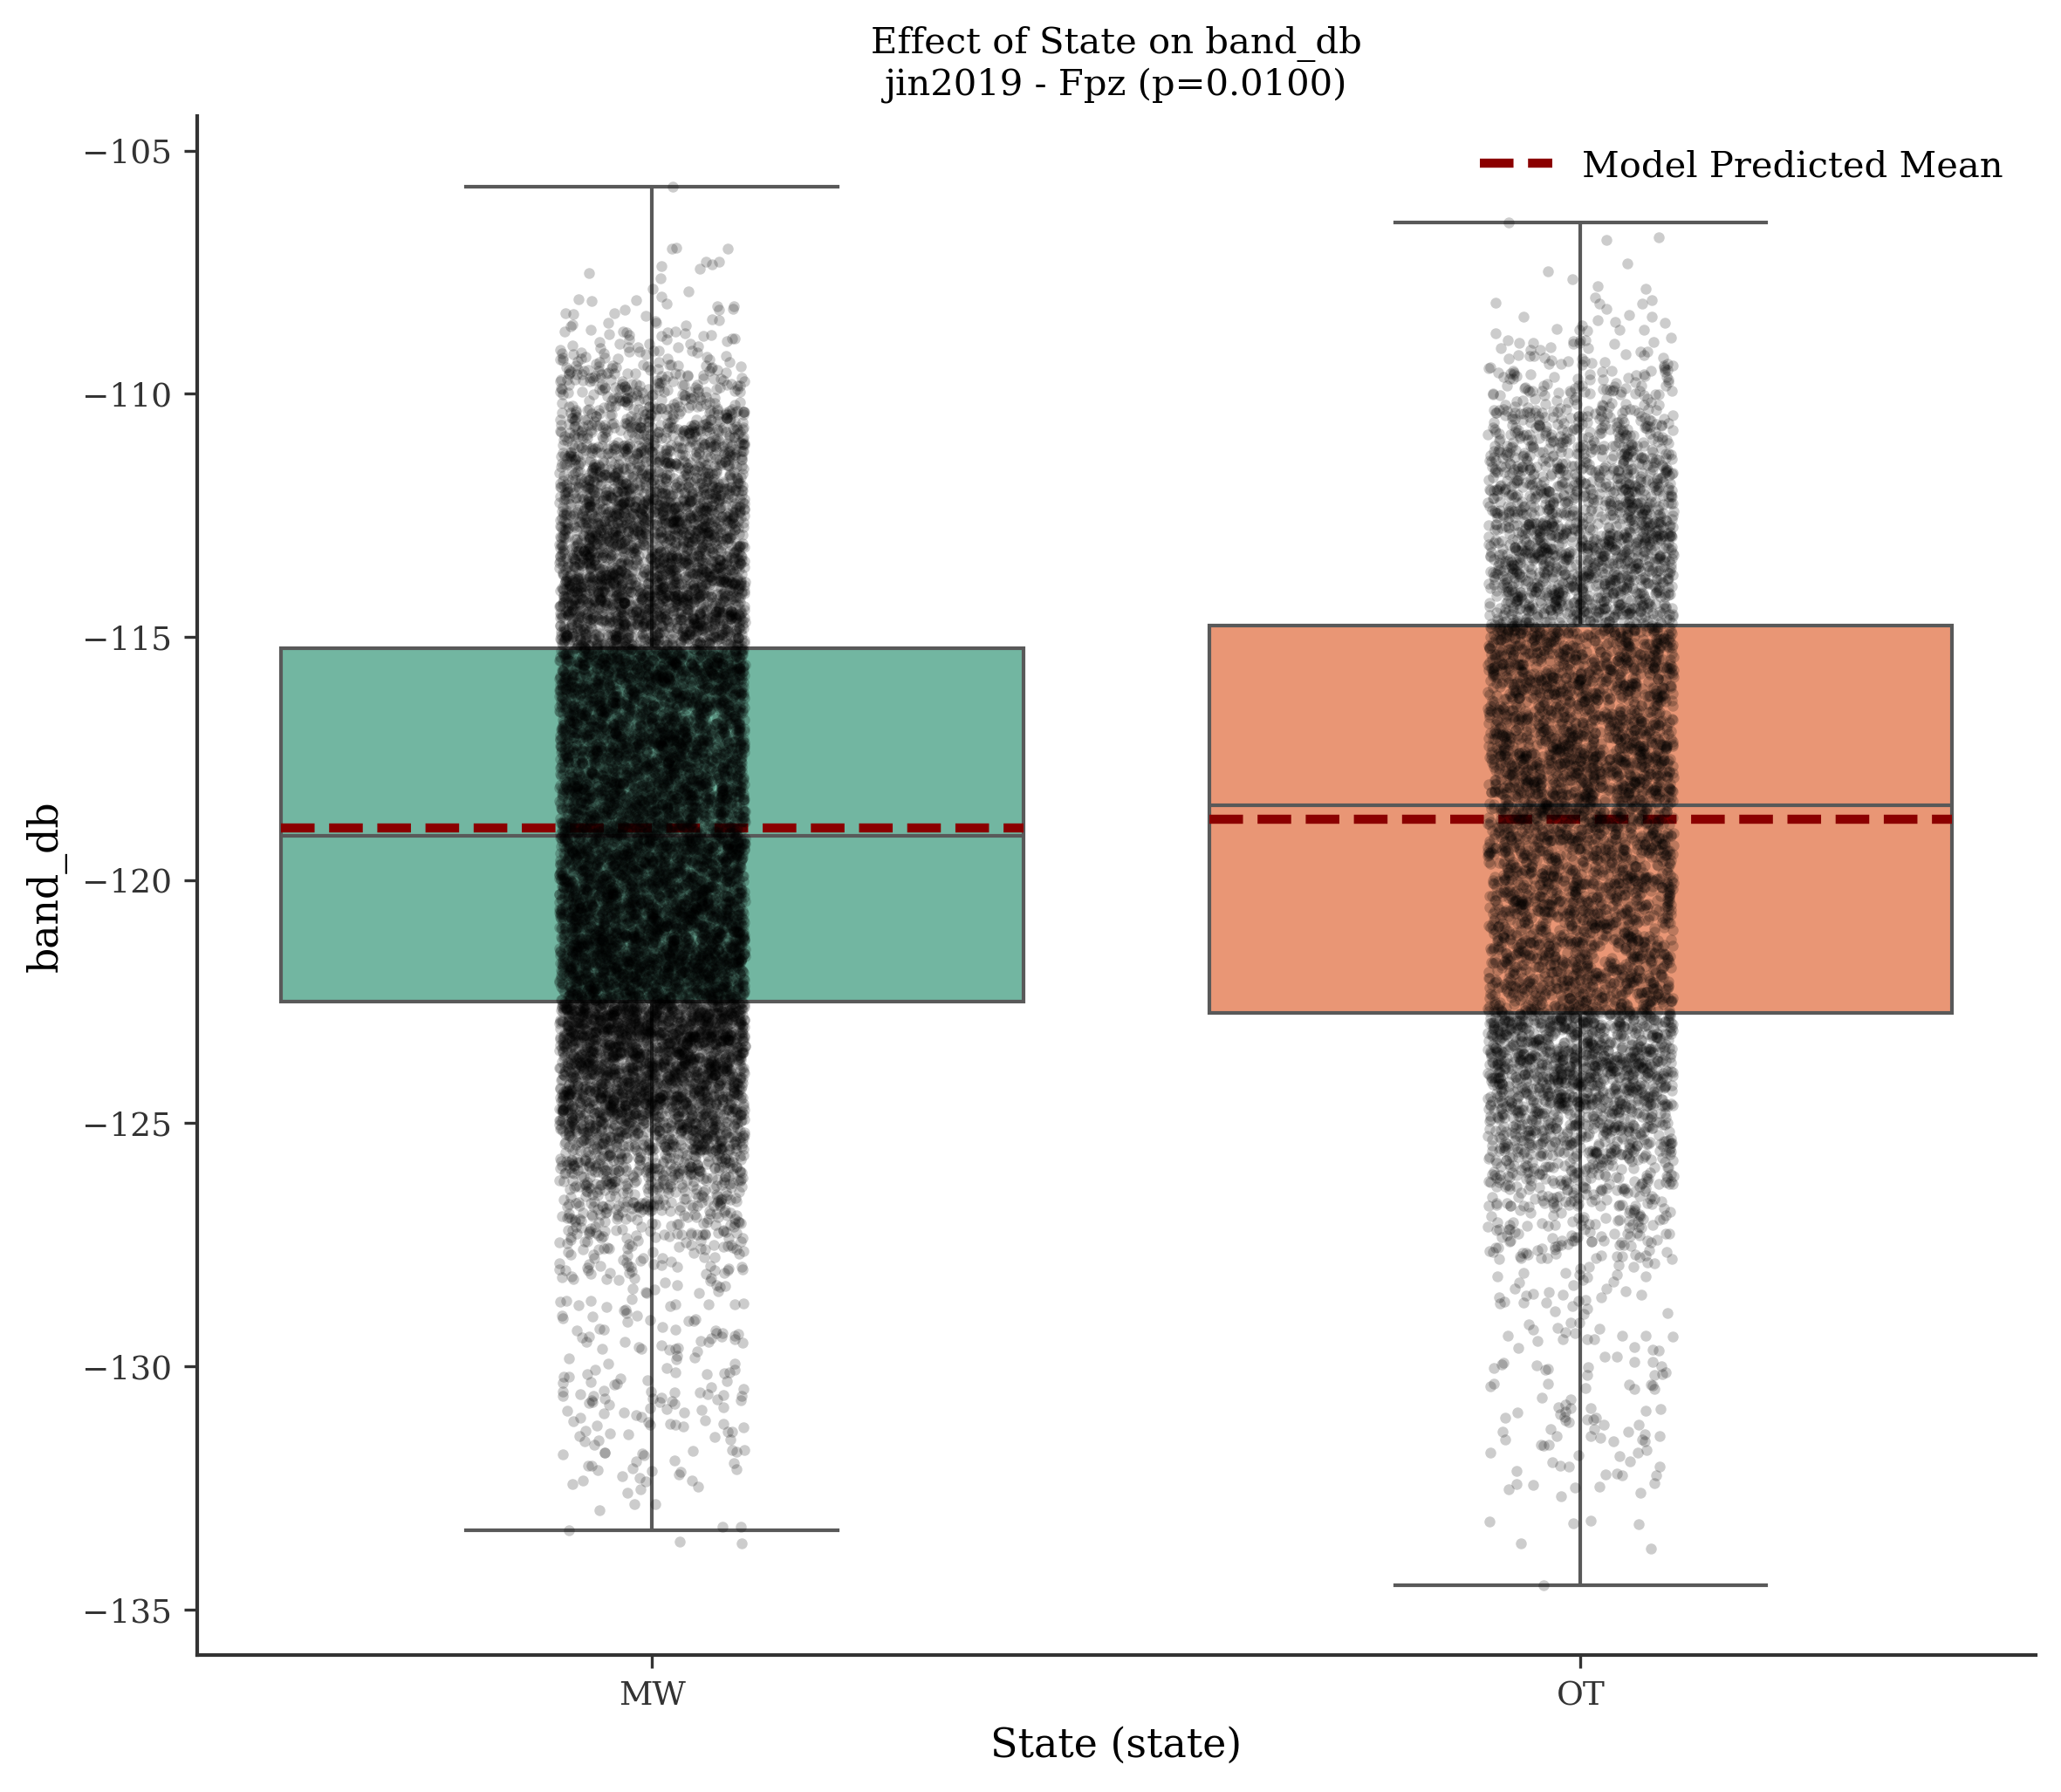 Effect of State on band_db
jin2019 - Fpz (p=0.0100)
Model Predicted Mean
band_db
−105
−110
−115
−120
−125
−130
−135
MW
OT
State (state)